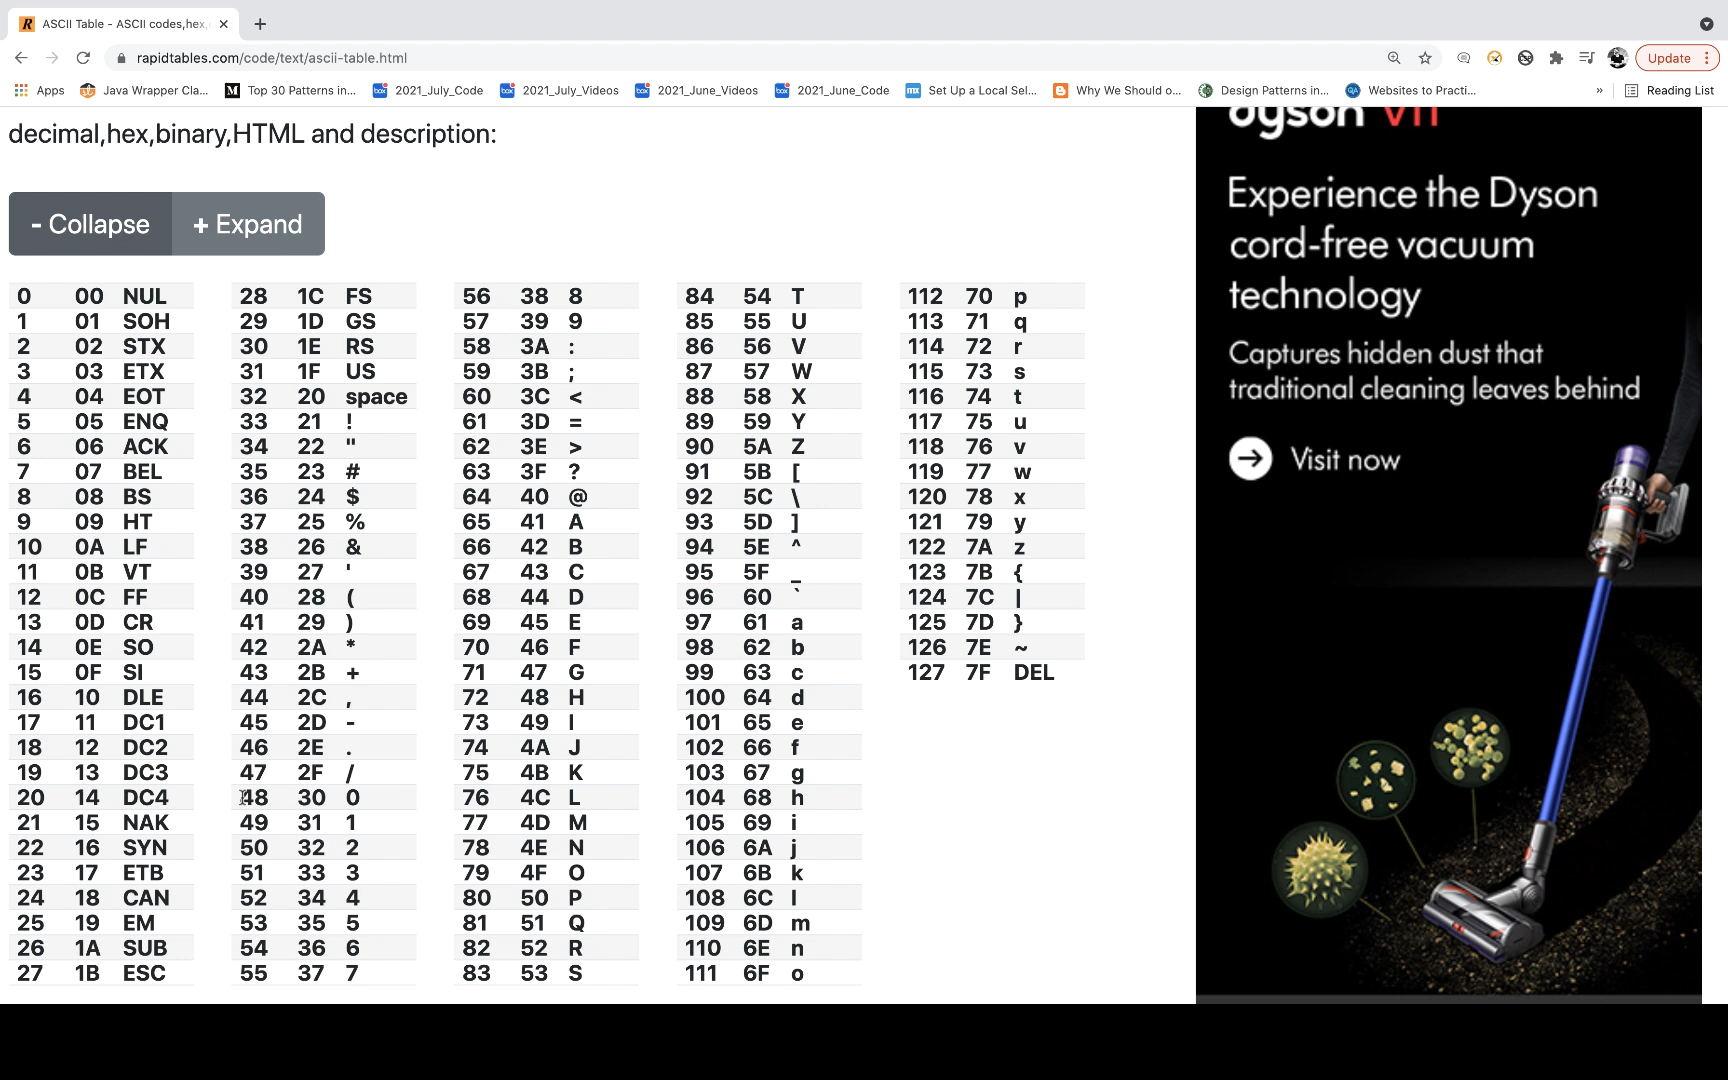 ASCII Table - ASCII codes,hex,
rapidtables.com/code/text/ascii-table.html
Update
Apps
Java Wrapper Cla...
Top 30 Patterns in...
2021_July_Code
2021_July_Videos
2021_June_Videos
2021_June_Code
Set Up a Local Sel...
Why We Should o...
Design Patterns in...
Websites to Practi...
»
Reading List
decimal,hex,binary,HTML and description:
- Collapse
+ Expand
0 00 NUL
1 01 SOH
2 02 STX
3 03 ETX
4 04 EOT
5 05 ENQ
6 06 ACK
7 07 BEL
8 08 BS
9 09 HT
10 0A LF
11 0B VT
12 0C FF
13 0D CR
14 0E SO
15 0F SI
16 10 DLE
17 11 DC1
18 12 DC2
19 13 DC3
20 14 DC4
21 15 NAK
22 16 SYN
23 17 ETB
24 18 CAN
25 19 EM
26 1A SUB
27 1B ESC
28 1C FS
29 1D GS
30 1E RS
31 1F US
32 20 space
33 21 !
34 22 "
35 23 #
36 24 $
37 25 %
38 26 &
39 27 '
40 28 (
41 29 )
42 2A *
43 2B +
44 2C ,
45 2D -
46 2E .
47 2F /
48 30 0
49 31 1
50 32 2
51 33 3
52 34 4
53 35 5
54 36 6
55 37 7
56 38 8
57 39 9
58 3A :
59 3B ;
60 3C <
61 3D =
62 3E >
63 3F ?
64 40 @
65 41 A
66 42 B
67 43 C
68 44 D
69 45 E
70 46 F
71 47 G
72 48 H
73 49 I
74 4A J
75 4B K
76 4C L
77 4D M
78 4E N
79 4F O
80 50 P
81 51 Q
82 52 R
83 53 S
84 54 T
85 55 U
86 56 V
87 57 W
88 58 X
89 59 Y
90 5A Z
91 5B [
92 5C \
93 5D ]
94 5E ^
95 5F _
96 60 `
97 61 a
98 62 b
99 63 c
100 64 d
101 65 e
102 66 f
103 67 g
104 68 h
105 69 i
106 6A j
107 6B k
108 6C l
109 6D m
110 6E n
111 6F o
112 70 p
113 71 q
114 72 r
115 73 s
116 74 t
117 75 u
118 76 v
119 77 w
120 78 x
121 79 y
122 7A z
123 7B {
124 7C |
125 7D }
126 7E ~
127 7F DEL
dyson V11
Experience the Dyson
cord-free vacuum
technology
Captures hidden dust that
traditional cleaning leaves behind
Visit now